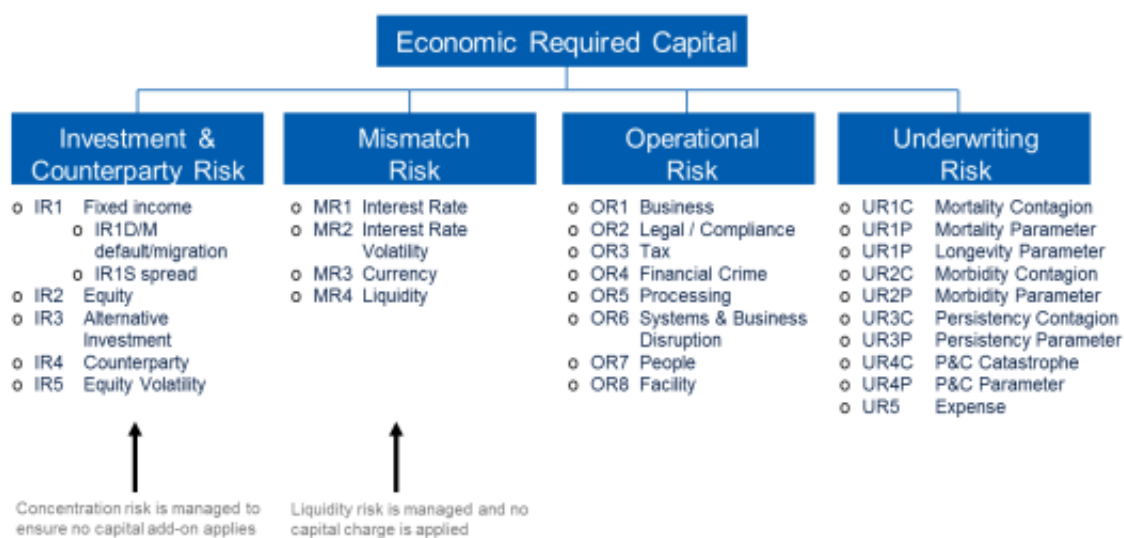 Economic Required Capital
Investment &
Counterparty Risk
o IR1 Fixed income
o IR1D/M
default/migration
o IR1S spread
o IR2 Equity
o IR3 Alternative
Investment
o IR4 Counterparty
o IR5 Equity Volatility
Concentration risk is managed to
ensure no capital add-on applies
Mismatch
Risk
o MR1 Interest Rate
o MR2 Interest Rate
Volatility
o MR3 Currency
o MR4 Liquidity
Liquidity risk is managed and no
capital charge is applied
Operational
Risk
o OR1 Business
o OR2 Legal / Compliance
o OR3 Tax
o OR4 Financial Crime
o OR5 Processing
o OR6 Systems & Business
Disruption
o OR7 People
o OR8 Facility
Underwriting
Risk
o UR1C Mortality Contagion
o UR1P Mortality Parameter
o UR1P Longevity Parameter
o UR2C Morbidity Contagion
o UR2P Morbidity Parameter
o UR3C Persistency Contagion
o UR3P Persistency Parameter
o UR4C P&C Catastrophe
o UR4P P&C Parameter
o UR5 Expense